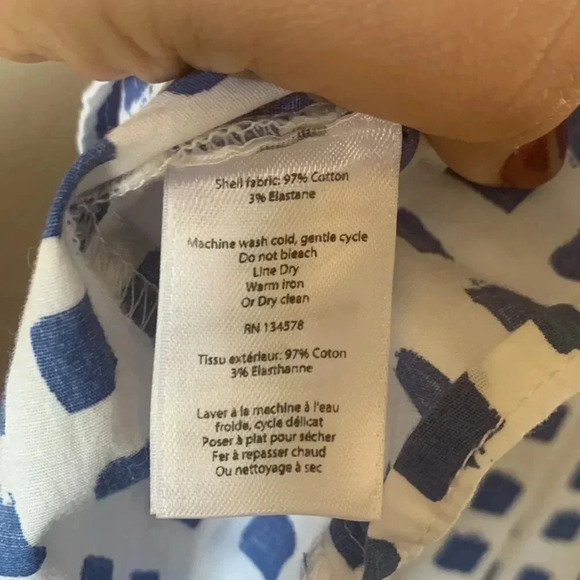 Shell fabric: 97% Cotton
3% Elastane
Machine wash cold, gentle cycle
Do not bleach
Line Dry
Warm iron
Or Dry clean
RN 134578
Tissu extérieur: 97% Coton
3% Elasthanne
Laver à la machine à l'eau
froide, cycle délicat
Poser à plat pour sécher
Fer à repasser chaud
Ou nettoyage à sec